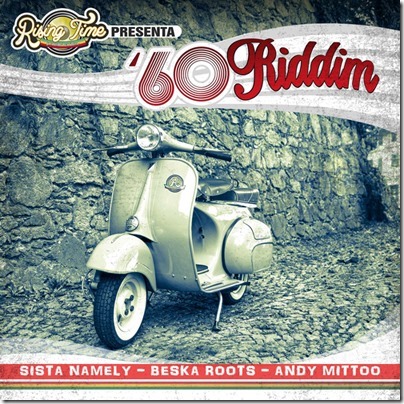 Rising Time PRESENTA
'60 Riddim
SISTA NAMELY - BESKA ROOTS - ANDY MITTOO